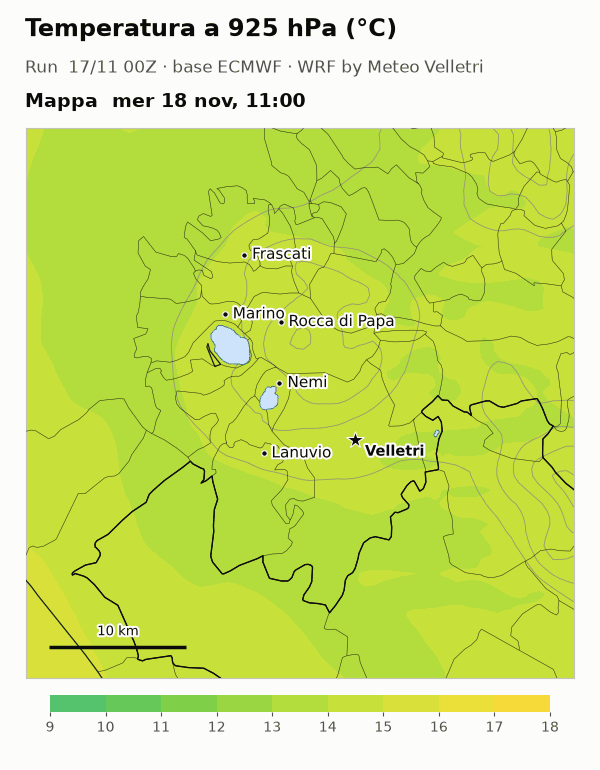 Temperatura a 925 hPa (°C)
Run  17/11 00Z · base ECMWF · WRF by Meteo Velletri
Mappa  mer 18 nov, 11:00
Frascati
Marino
Rocca di Papa
Nemi
Velletri
Lanuvio
10 km
9 10 11 12 13 14 15 16 17 18